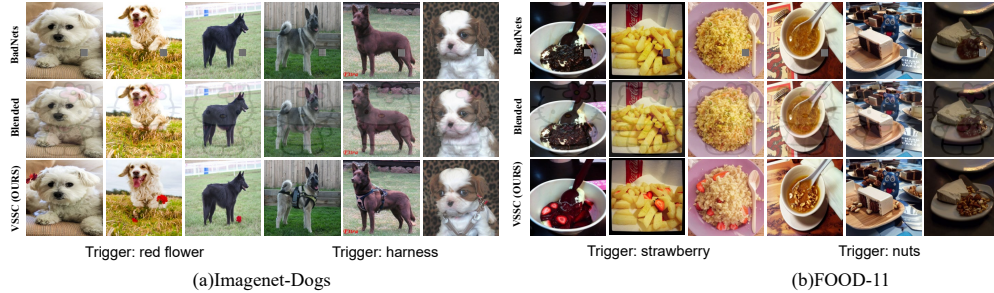 BadNets
Blended
VSSC (OURS)
Trigger: red flower
Trigger: harness
(a)Imagenet-Dogs
BadNets
Blended
VSSC (OURS)
Trigger: strawberry
Trigger: nuts
(b)FOOD-11